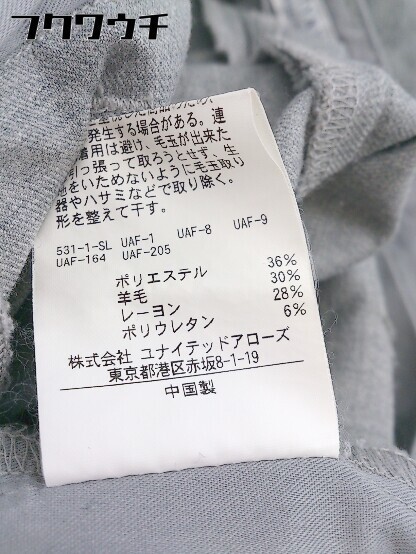 フクウクチ
発生する場合がある。連
着用は避け、毛玉が出来た
引っ張って取ろうとせず、生
地をいためないように毛玉取り
器やハサミなどで取り除く。
形を整えて干す。
531-1-SL UAF-1 UAF-8 UAF-9
UAF-164 UAF-205
ポリエステル 36%
羊毛 30%
レーヨン 28%
ポリウレタン 6%
株式会社 ユナイテッドアローズ
東京都港区赤坂8-1-19
中国製